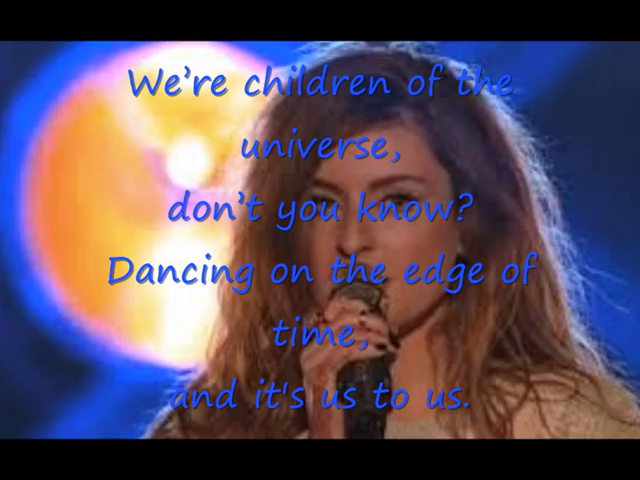 We're children of the
universe,
don't you know?
Dancing on the edge of
time,
and it's us to us.